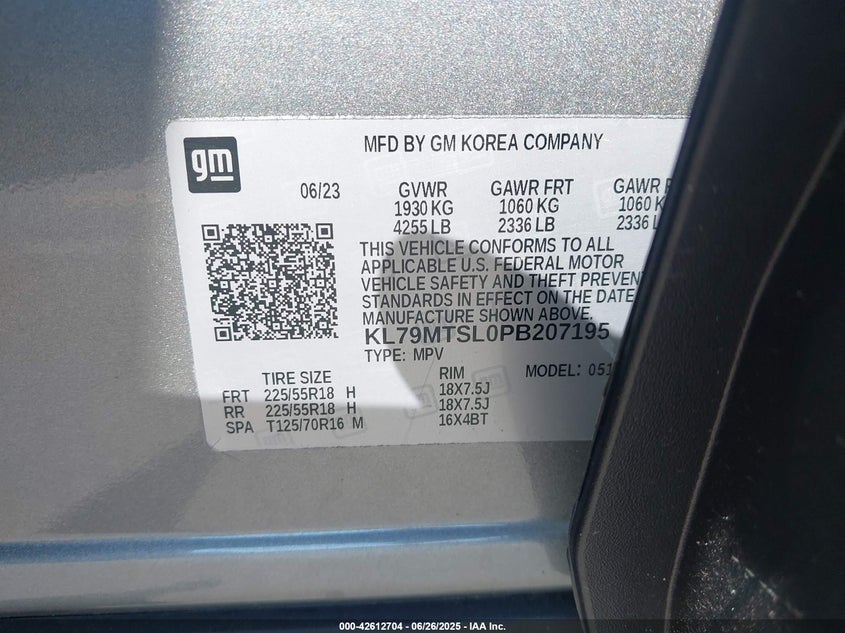 gm
MFD BY GM KOREA COMPANY
06/23 GVWR GAWR FRT GAWR
1930 KG 1060 KG 1060
4255 LB 2336 LB 2336
THIS VEHICLE CONFORMS TO ALL
APPLICABLE U.S. FEDERAL MOTOR
VEHICLE SAFETY AND THEFT PREVENT
STANDARDS IN EFFECT ON THE DATE
MANUFACTURE SHOWN ABOVE.
KL79MTSL0PB207195
TYPE: MPV MODEL: 051
TIRE SIZE RIM
FRT 225/55R18 H 18X7.5J
RR 225/55R18 H 18X7.5J
SPA T125/70R16 M 16X4BT
000-42612704 | 06/26/2025 - IAA Inc.